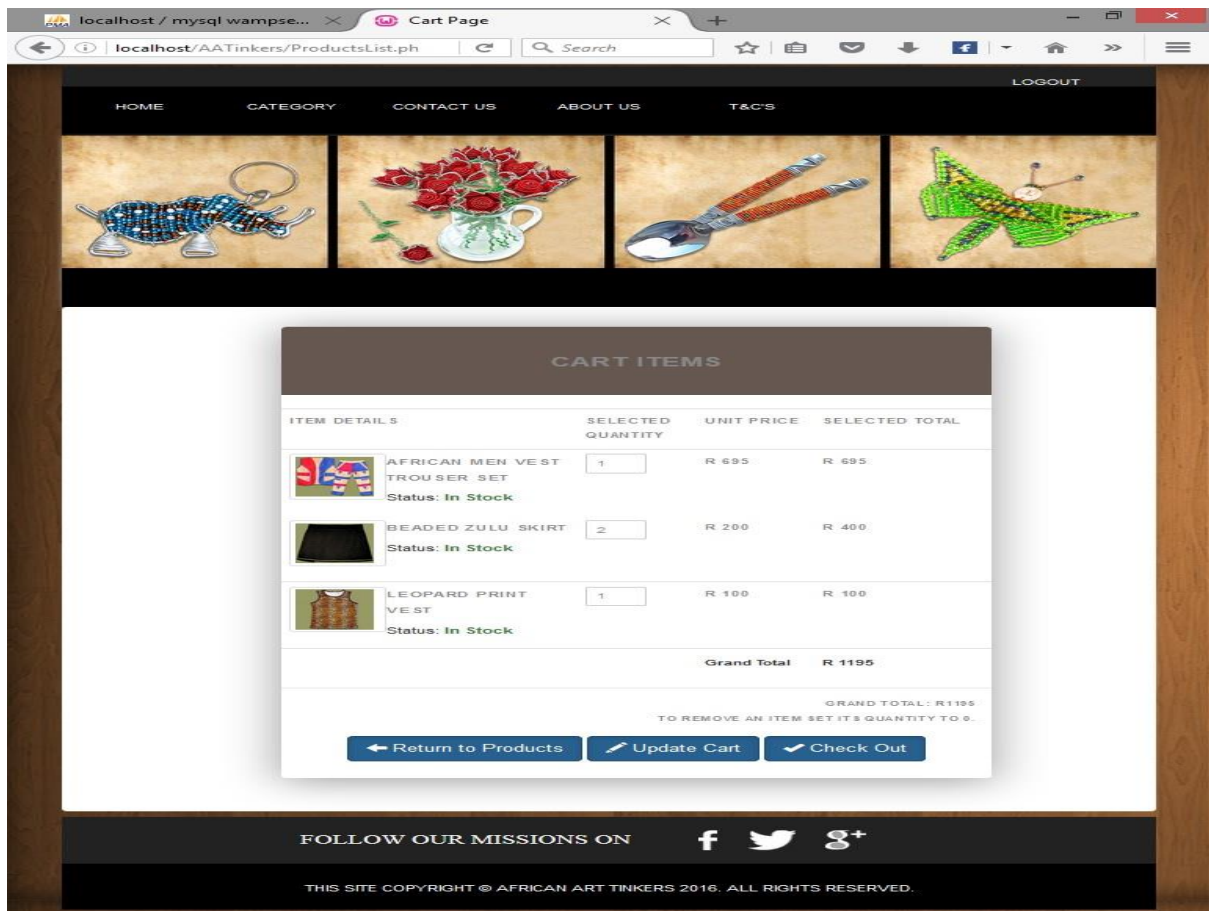 localhost / mysql wampse...
Cart Page
localhost/AATinkers/ProductsList.ph
Search
LOGOUT
HOME CATEGORY CONTACT US ABOUT US T&C'S
CART ITEMS
ITEM DETAILS SELECTED QUANTITY UNIT PRICE SELECTED TOTAL
AFRICAN MEN VEST 1 R 695 R 695
TROUSER SET
Status: In Stock
BEADED ZULU SKIRT 2 R 200 R 400
Status: In Stock
LEOPARD PRINT 1 R 100 R 100
VEST
Status: In Stock
Grand Total R 1195
GRAND TOTAL: R1195
TO REMOVE AN ITEM SET ITS QUANTITY TO 0.
Return to Products Update Cart Check Out
FOLLOW OUR MISSIONS ON f g+
THIS SITE COPYRIGHT © AFRICAN ART TINKERS 2016. ALL RIGHTS RESERVED.